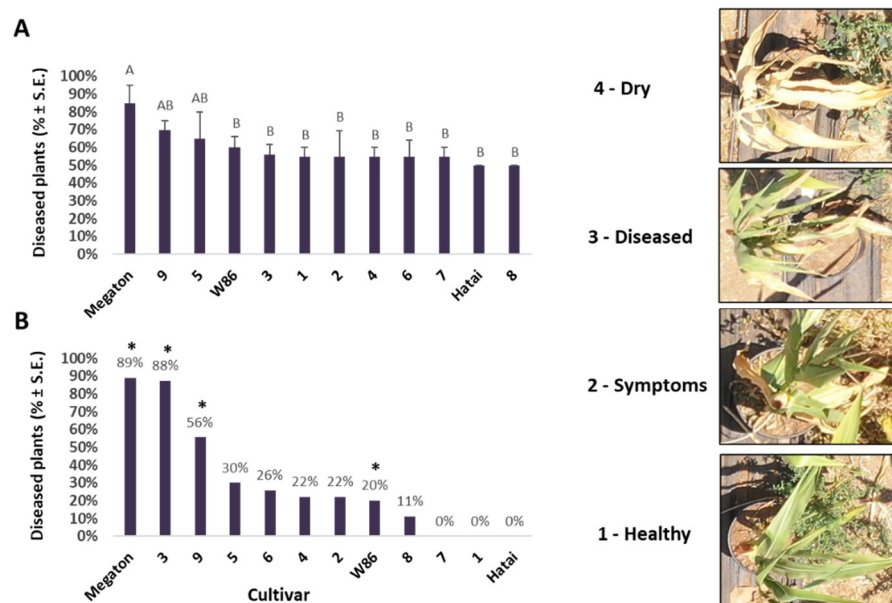 A
Diseased plants (% ± S.E.)
100%
90%
80%
70%
60%
50%
40%
30%
20%
10%
0%
A
AB
AB
B
B
B
B
B
B
B
B
B
Megaton
9
5
W86
3
1
2
4
6
7
Hatai
8
B
Diseased plants (% ± S.E.)
100%
90%
80%
70%
60%
50%
40%
30%
20%
10%
0%
*
89%
*
88%
*
56%
30%
26%
22%
22%
*
20%
11%
0%
0%
0%
Megaton
3
9
5
6
4
2
W86
8
7
1
Hatai
Cultivar
4 - Dry
3 - Diseased
2 - Symptoms
1 - Healthy